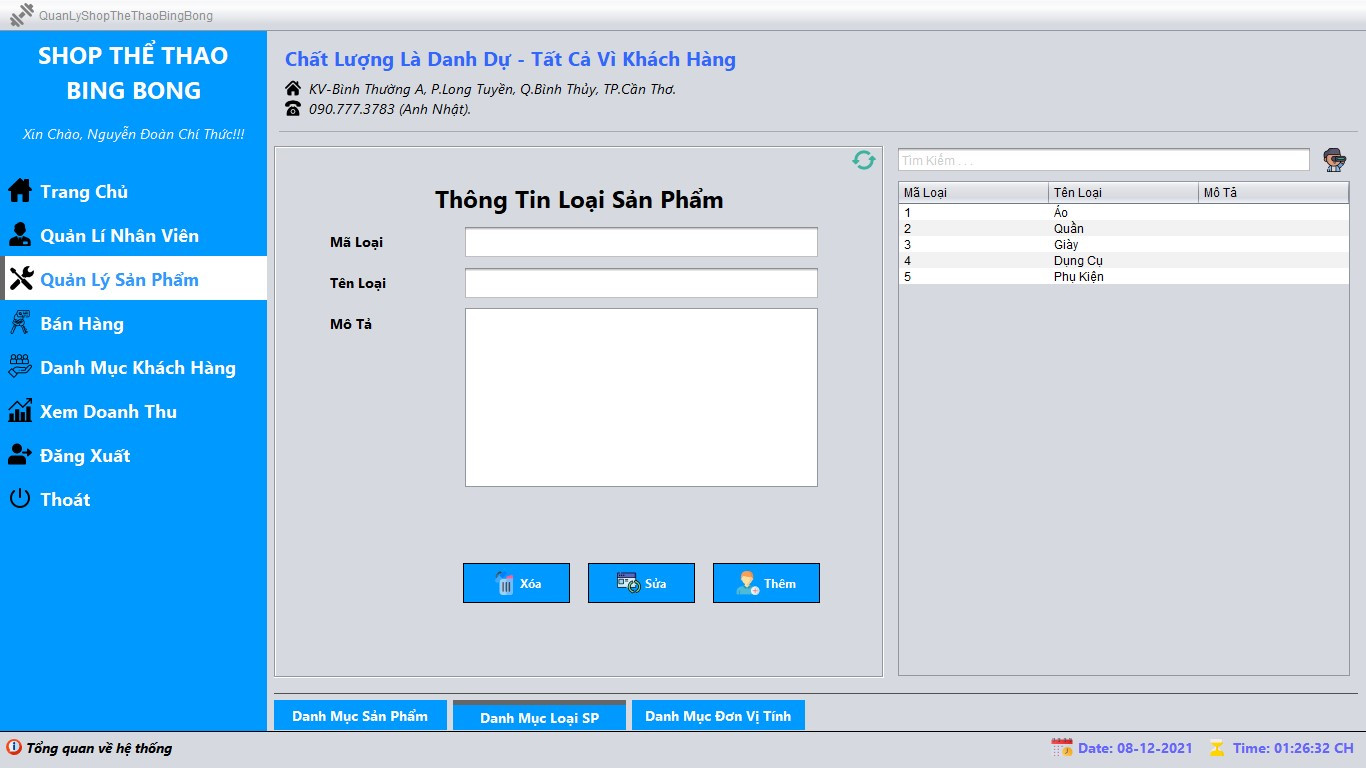 QuanLyShopTheThaoBingBong
SHOP THỂ THAO
BING BONG
Xin Chào, Nguyễn Đoàn Chí Thức!!!
Trang Chủ
Quản Lí Nhân Viên
Quản Lý Sản Phẩm
Bán Hàng
Danh Mục Khách Hàng
Xem Doanh Thu
Đăng Xuất
Thoát
Chất Lượng Là Danh Dự - Tất Cả Vì Khách Hàng
KV-Bình Thường A, P.Long Tuyền, Q.Bình Thủy, TP.Cần Thơ.
090.777.3783 (Anh Nhật).
Thông Tin Loại Sản Phẩm
Mã Loại
Tên Loại
Mô Tả
Xóa Sửa Thêm
Tìm Kiếm . . .
Mã Loại Tên Loại Mô Tả
1 Áo
2 Quần
3 Giày
4 Dụng Cụ
5 Phụ Kiện
Danh Mục Sản Phẩm Danh Mục Loại SP Danh Mục Đơn Vị Tính
Tổng quan về hệ thống Date: 08-12-2021 Time: 01:26:32 CH